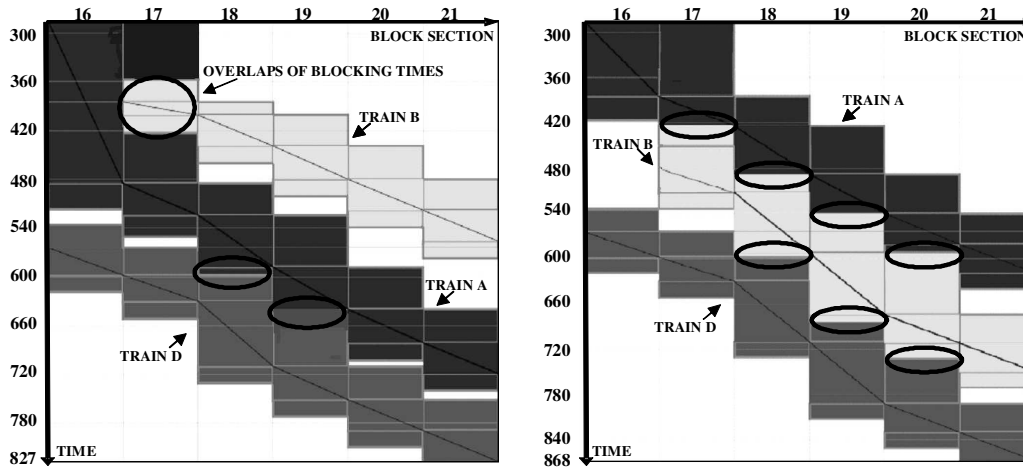 16 17 18 19 20 21
BLOCK SECTION
300
360
420
480
540
600
660
720
780
827
OVERLAPS OF BLOCKING TIMES
TRAIN B
TRAIN A
TRAIN D
TIME
16 17 18 19 20 21
BLOCK SECTION
300
360
420
480
540
600
660
720
780
840
868
TRAIN A
TRAIN B
TRAIN D
TIME